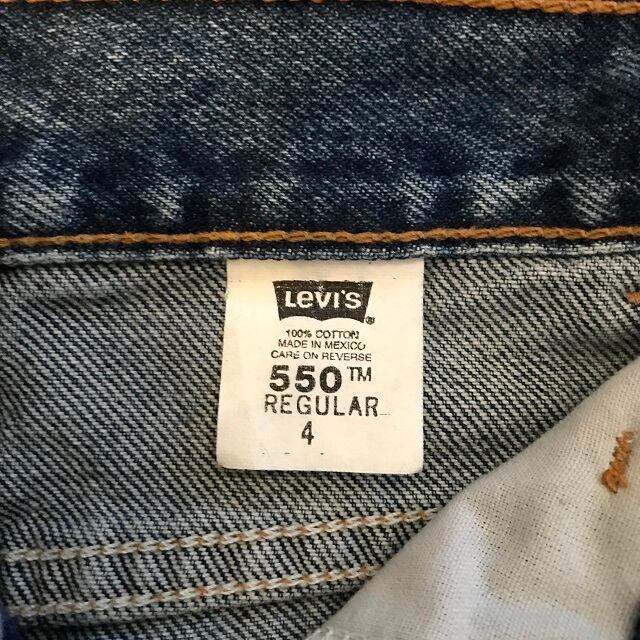 Levi's®
100% COTTON
MADE IN MEXICO
CARE ON REVERSE
550™
REGULAR
4